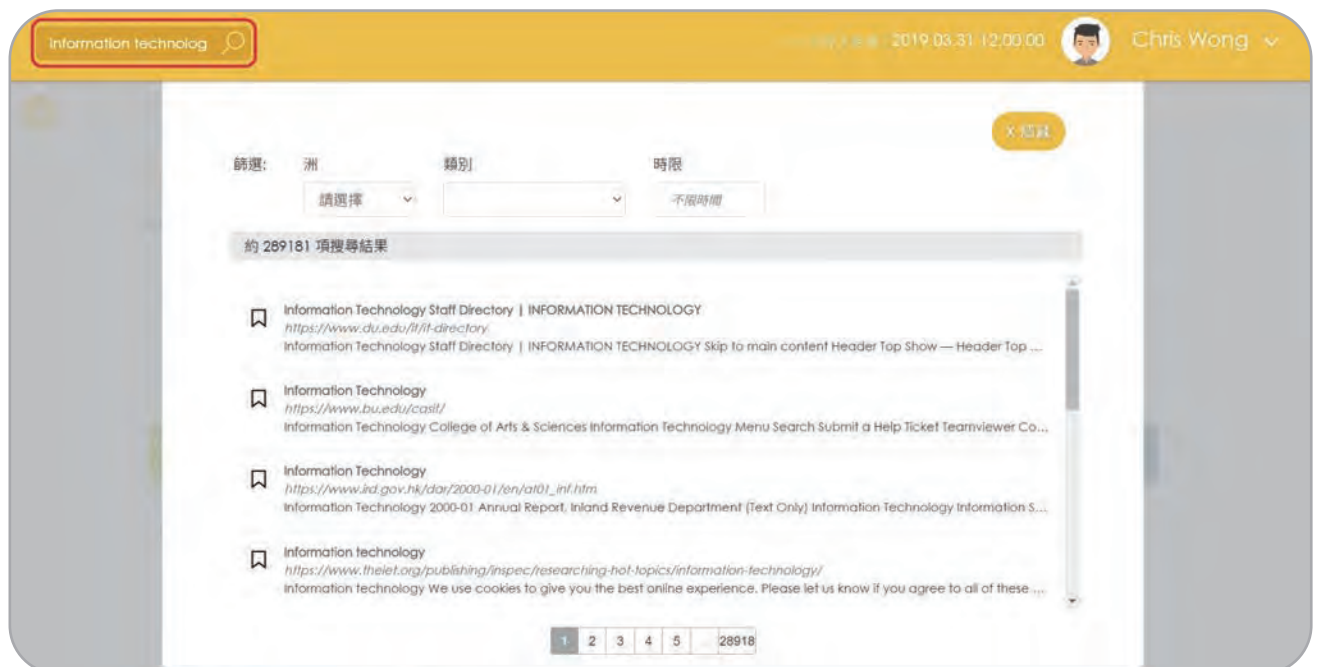 information technolog
2019.03.31 12:00:00
Chris Wong
篩選: 洲 類別 時限
請選擇 不限時間
約 289181 項搜尋結果
Information Technology Staff Directory | INFORMATION TECHNOLOGY
https://www.du.edu/it/it-directory
Information Technology Staff Directory | INFORMATION TECHNOLOGY Skip to main content Header Top Show — Header Top ...
Information Technology
https://www.bu.edu/casit/
Information Technology College of Arts & Sciences Information Technology Menu Search Submit a Help Ticket Teamviewer Co...
Information Technology
https://www.ird.gov.hk/dar/2000-01/en/at01_inf.htm
Information Technology 2000-01 Annual Report, Inland Revenue Department (Text Only) Information Technology Information S...
Information technology
https://www.theiet.org/publishing/inspec/researching-hot-topics/information-technology/
Information technology We use cookies to give you the best online experience. Please let us know if you agree to all of these ...
1 2 3 4 5 ... 28918